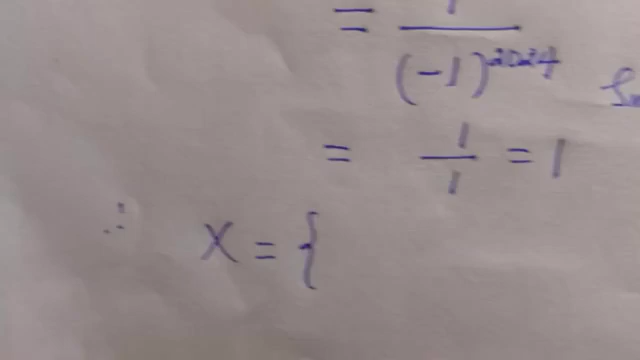 = 1/(-1)^2024
= 1/1 = 1
∴ x = {